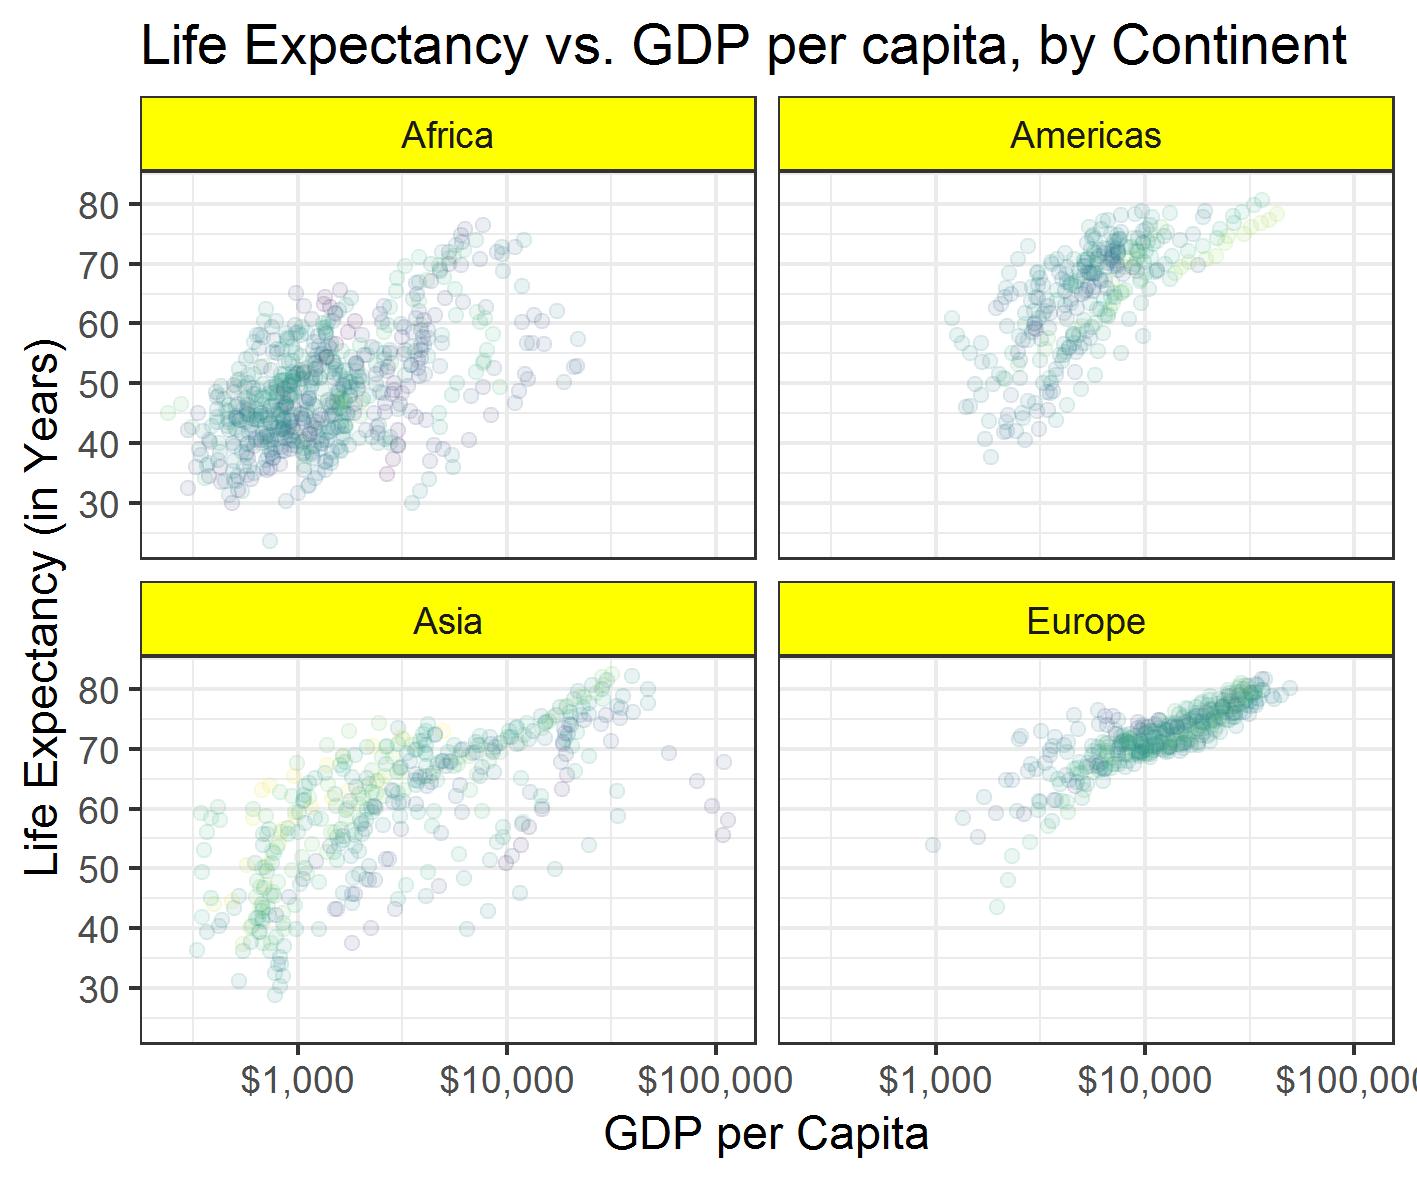 Life Expectancy vs. GDP per capita, by Continent
Africa
Americas
80
70
60
50
40
30
Asia
Europe
80
70
60
50
40
30
Life Expectancy (in Years)
$1,000 $10,000 $100,000 $1,000 $10,000 $100,00
GDP per Capita